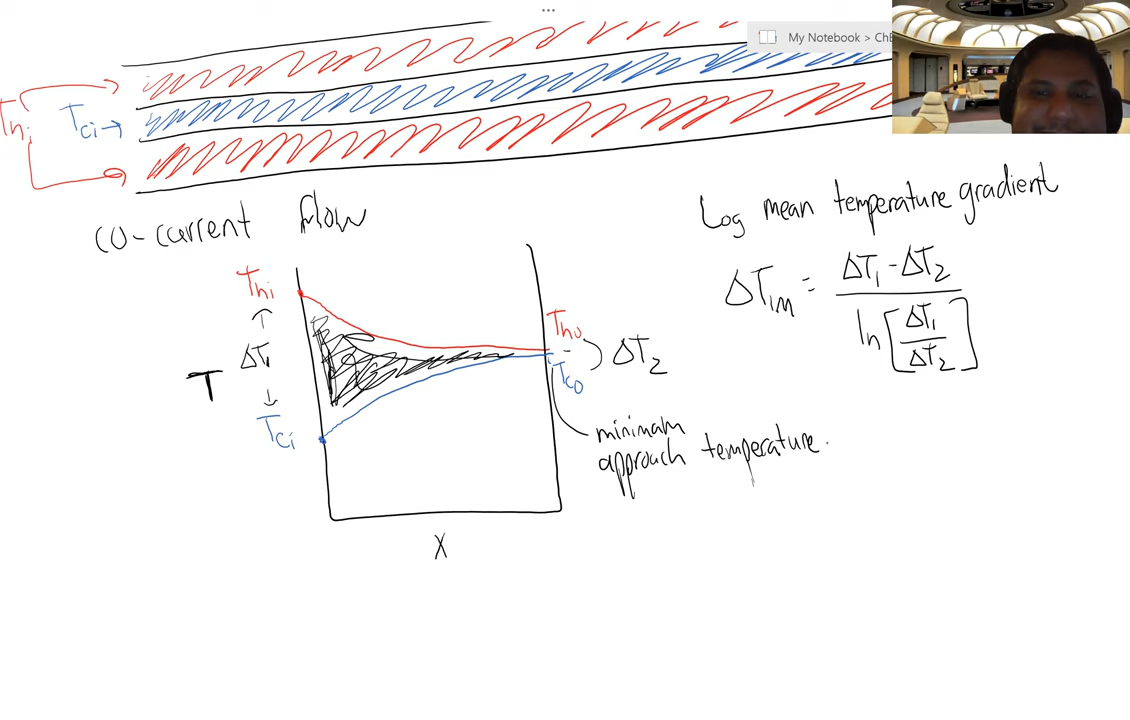 My Notebook > Ch
Thi
Tci →
co-current flow
Log mean temperature gradient
ΔTlm = ΔT1 - ΔT2
ln [ΔT1
ΔT2]
Thi
ΔT1
T
Tci
Tho
Tco
ΔT2
minimam
approach temperature.
X